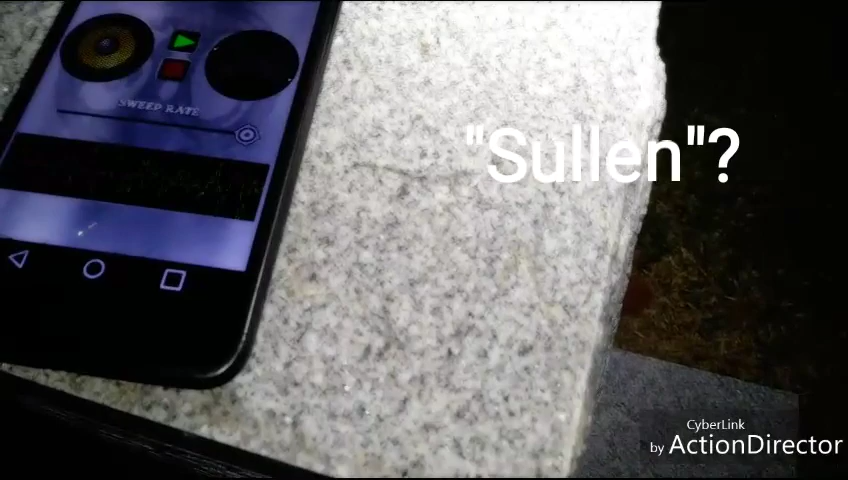 SWEEP RATE
"Sullen"?
CyberLink
by ActionDirector